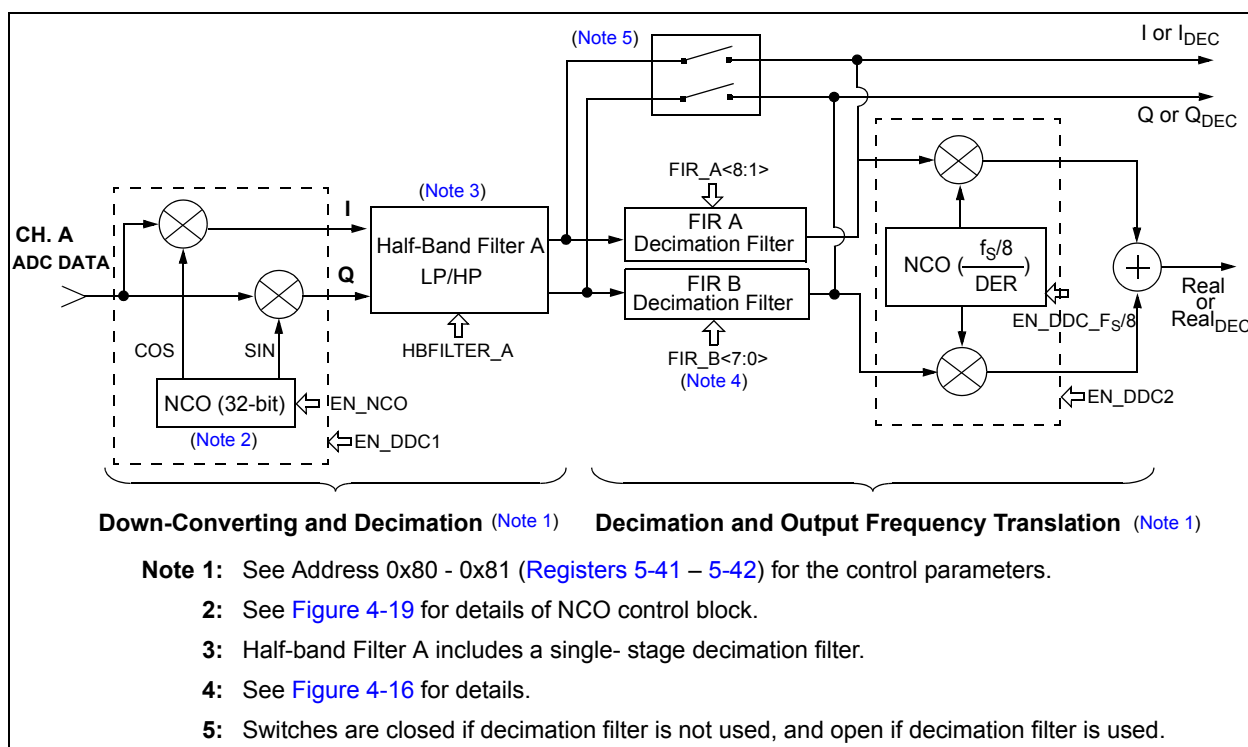 (Note 5)
I or IDEC
Q or QDEC
FIR_A<8:1>
(Note 3)
I
CH. A
ADC DATA
Half-Band Filter A
LP/HP
FIR A
Decimation Filter
NCO (fS/8
DER)
Q
FIR B
Decimation Filter
Real
or
RealDEC
EN_DDC_FS/8
COS
SIN
HBFILTER_A
FIR_B<7:0>
(Note 4)
NCO (32-bit)
EN_NCO
(Note 2)
EN_DDC1
EN_DDC2
Down-Converting and Decimation (Note 1)
Decimation and Output Frequency Translation (Note 1)
Note 1: See Address 0x80 - 0x81 (Registers 5-41 – 5-42) for the control parameters.
2: See Figure 4-19 for details of NCO control block.
3: Half-band Filter A includes a single- stage decimation filter.
4: See Figure 4-16 for details.
5: Switches are closed if decimation filter is not used, and open if decimation filter is used.